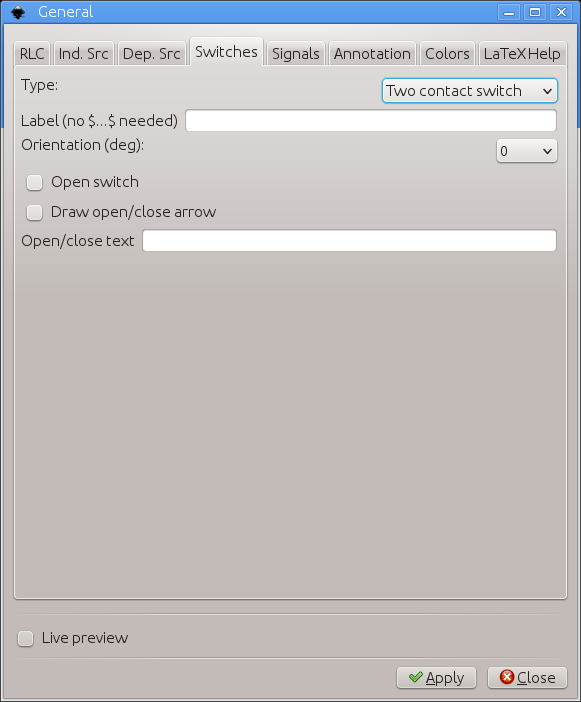 General
RLC Ind. Src Dep. Src Switches Signals Annotation Colors LaTeXHelp
Type: Two contact switch
Label (no $...$ needed)
Orientation (deg): 0
Open switch
Draw open/close arrow
Open/close text
Live preview
Apply Close